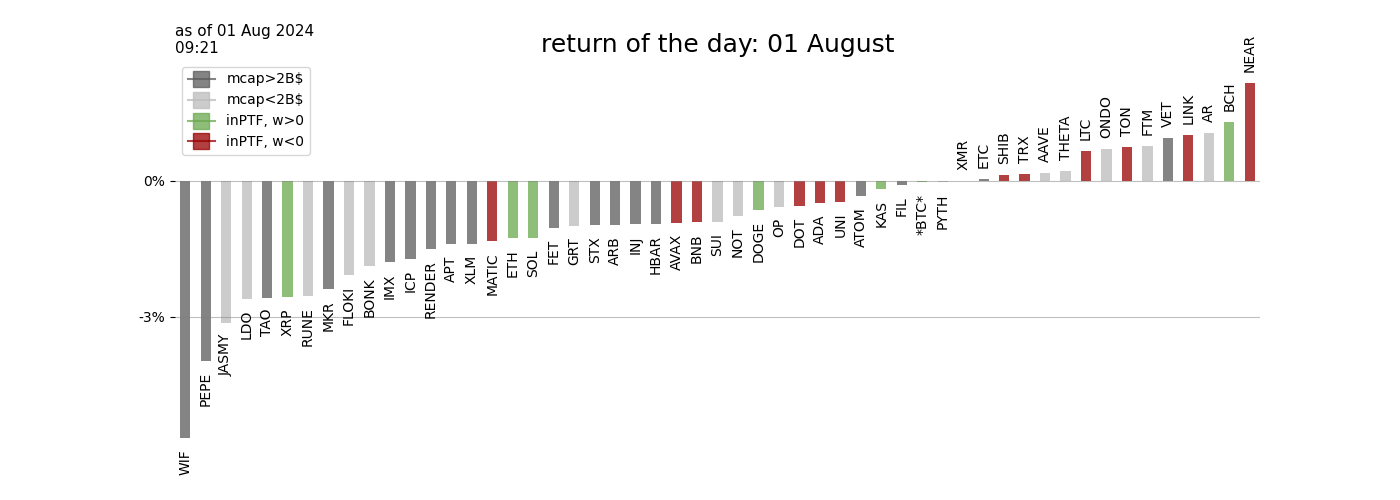 as of 01 Aug 2024
09:21
return of the day: 01 August
mcap>2B$
mcap<2B$
inPTF, w>0
inPTF, w<0
0%
-3%
WIF
PEPE
JASMY
LDO
TAO
XRP
RUNE
MKR
FLOKI
BONK
IMX
ICP
RENDER
APT
XLM
MATIC
ETH
SOL
FET
GRT
STX
ARB
INJ
HBAR
AVAX
BNB
SUI
NOT
DOGE
OP
DOT
ADA
UNI
ATOM
KAS
FIL
*BTC*
PYTH
XMR
ETC
SHIB
TRX
AAVE
THETA
LTC
ONDO
TON
FTM
VET
LINK
AR
BCH
NEAR